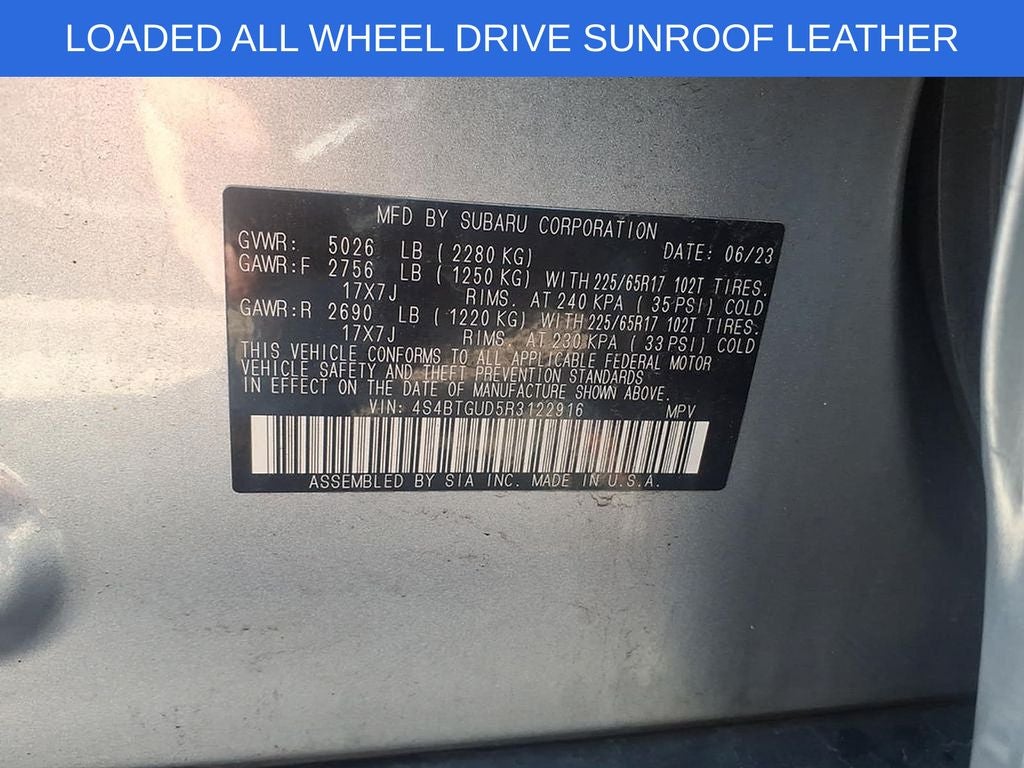 LOADED ALL WHEEL DRIVE SUNROOF LEATHER
MFD BY SUBARU CORPORATION
GVWR: 5026 LB ( 2280 KG) DATE: 06/23
GAWR:F 2756 LB ( 1250 KG) WITH 225/65R17 102T TIRES.
17X7J RIMS. AT 240 KPA ( 35 PSI) COLD
GAWR:R 2690 LB ( 1220 KG) WITH 225/65R17 102T TIRES.
17X7J RIMS. AT 230 KPA ( 33 PSI) COLD
THIS VEHICLE CONFORMS TO ALL APPLICABLE FEDERAL MOTOR
VEHICLE SAFETY AND THEFT PREVENTION STANDARDS
IN EFFECT ON THE DATE OF MANUFACTURE SHOWN ABOVE.
VIN: 4S4BTGUD5R3122916 MPV
ASSEMBLED BY SIA INC. MADE IN U.S.A.